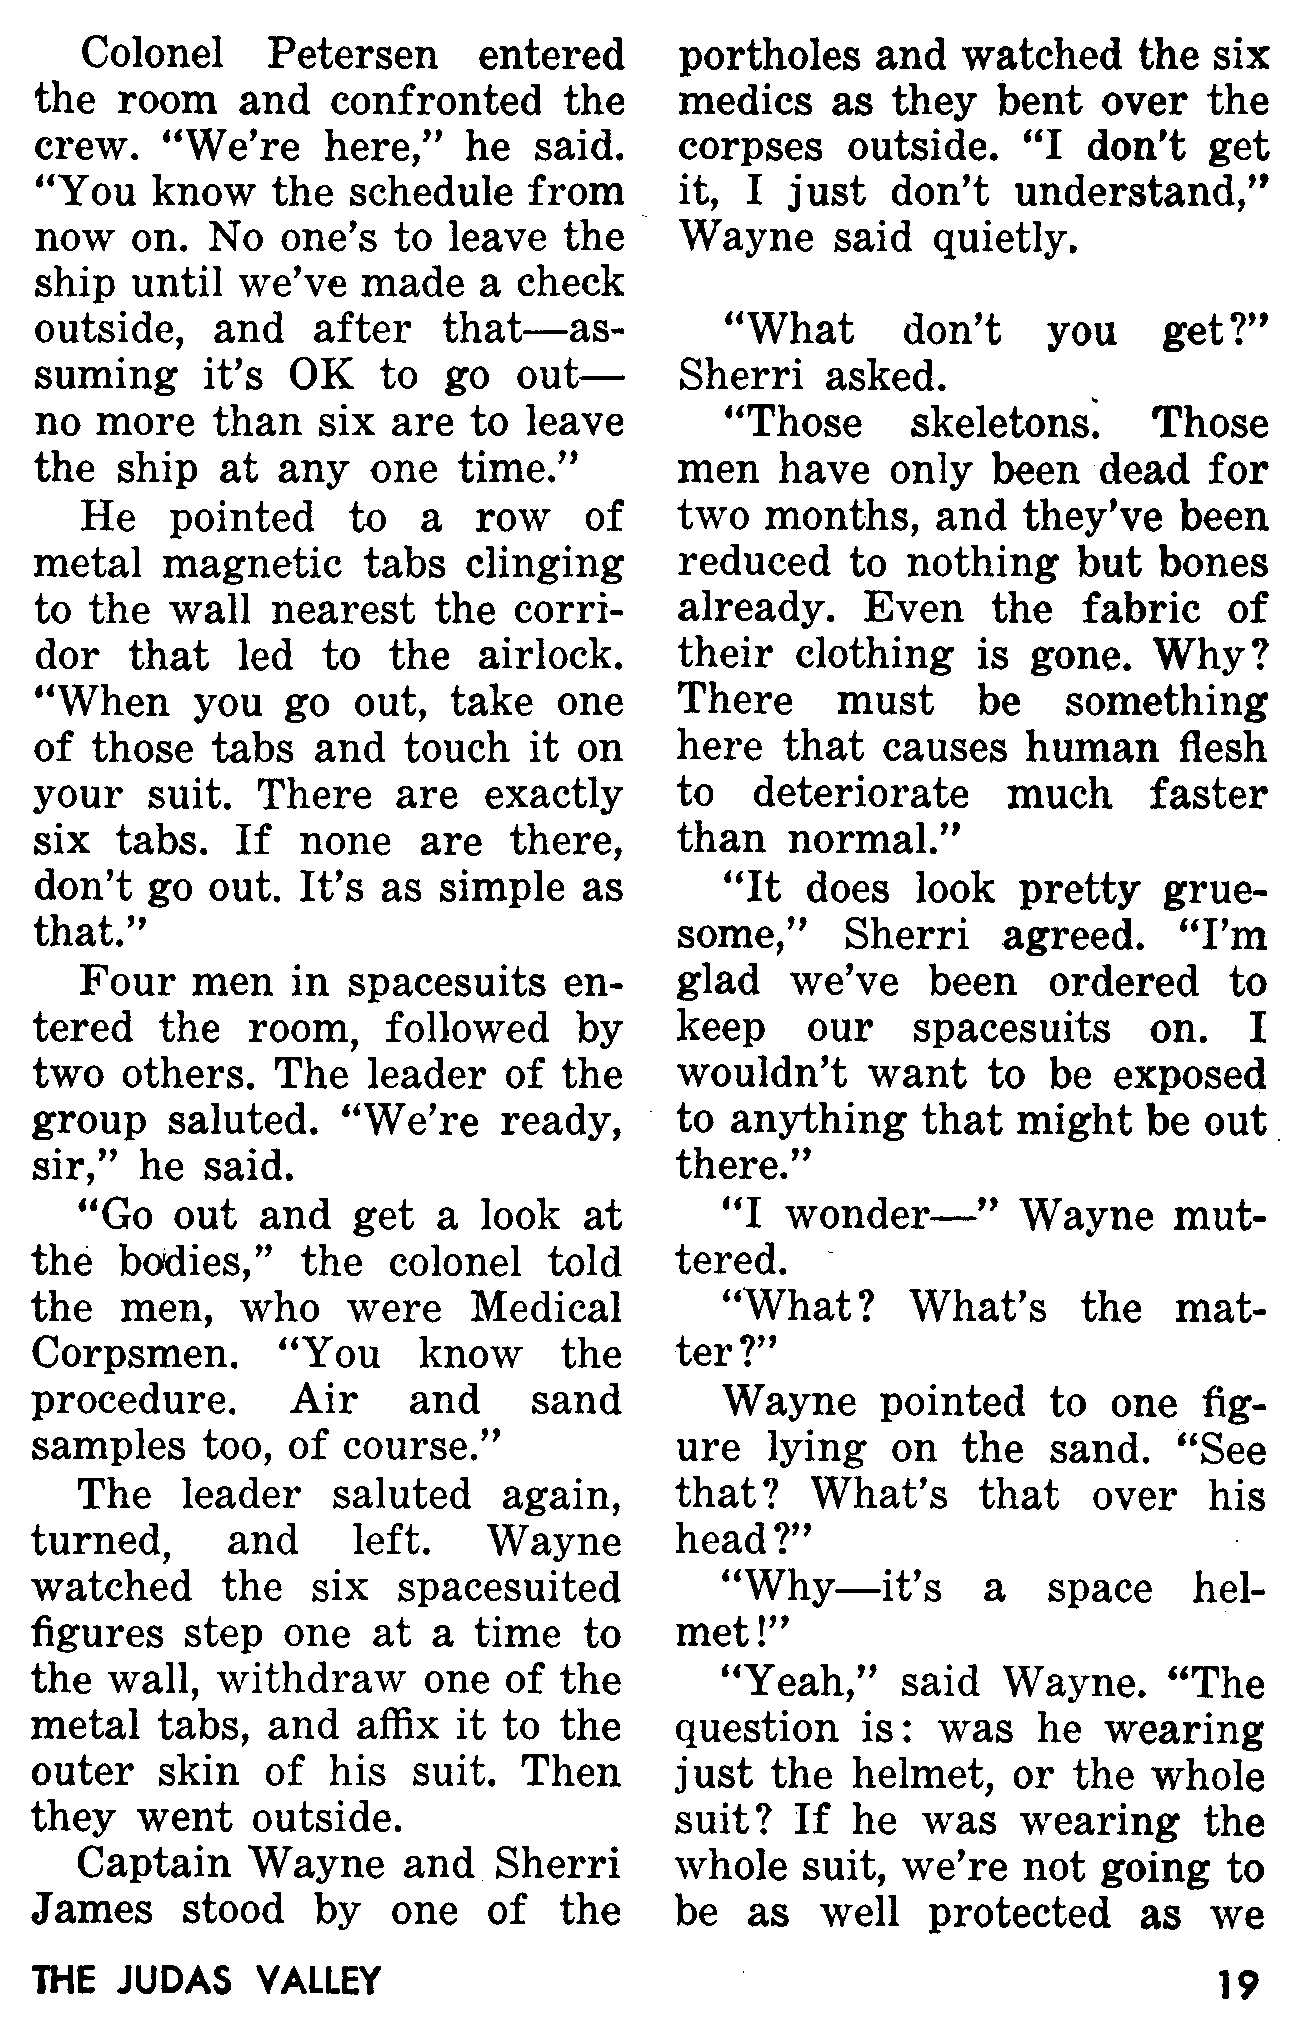 Colonel Petersen entered
the room and confronted the
crew. “We’re here,” he said.
“You know the schedule from
now on. No one’s to leave the
ship until we’ve made a check
outside, and after that—as-
suming it’s OK to go out—
no more than six are to leave
the ship at any one time.”
He pointed to a row of
metal magnetic tabs clinging
to the wall nearest the corri-
dor that led to the airlock.
“When you go out, take one
of those tabs and touch it on
your suit. There are exactly
six tabs. If none are there,
don’t go out. It’s as simple as
that.”
Four men in spacesuits en-
tered the room, followed by
two others. The leader of the
group saluted. “We’re ready,
sir,” he said.
“Go out and get a look at
the bodies,” the colonel told
the men, who were Medical
Corpsmen. “You know the
procedure. Air and sand
samples too, of course.”
The leader saluted again,
turned, and left. Wayne
watched the six spacesuited
figures step one at a time to
the wall, withdraw one of the
metal tabs, and affix it to the
outer skin of his suit. Then
they went outside.
Captain Wayne and Sherri
James stood by one of the
portholes and watched the six
medics as they bent over the
corpses outside. “I don’t get
it, I just don’t understand,”
Wayne said quietly.
“What don’t you get?”
Sherri asked.
“Those skeletons. Those
men have only been dead for
two months, and they’ve been
reduced to nothing but bones
already. Even the fabric of
their clothing is gone. Why?
There must be something
here that causes human flesh
to deteriorate much faster
than normal.”
“It does look pretty grue-
some,” Sherri agreed. “I’m
glad we’ve been ordered to
keep our spacesuits on. I
wouldn’t want to be exposed
to anything that might be out
there.”
“I wonder—” Wayne mut-
tered.
“What? What’s the mat-
ter?”
Wayne pointed to one fig-
ure lying on the sand. “See
that? What’s that over his
head?”
“Why—it’s a space hel-
met!”
“Yeah,” said Wayne. “The
question is: was he wearing
just the helmet, or the whole
suit? If he was wearing the
whole suit, we’re not going to
be as well protected as we
THE JUDAS VALLEY
19